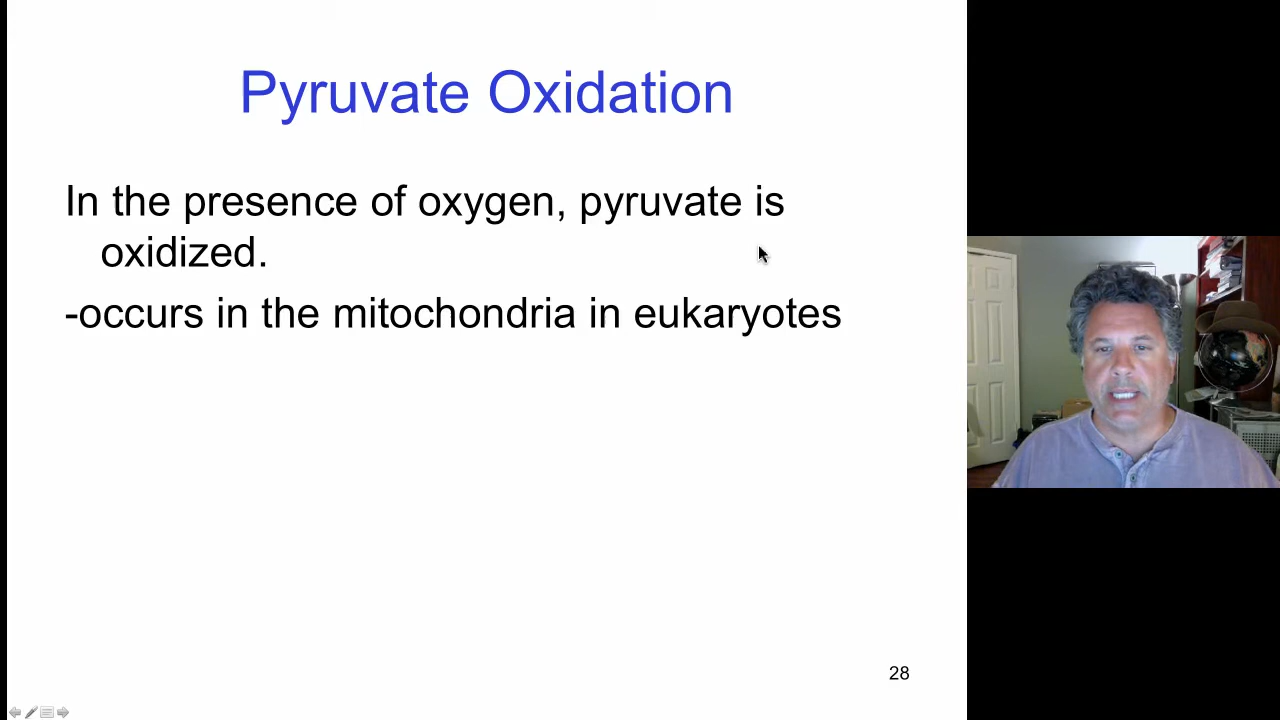 Pyruvate Oxidation
In the presence of oxygen, pyruvate is
oxidized.
-occurs in the mitochondria in eukaryotes
28